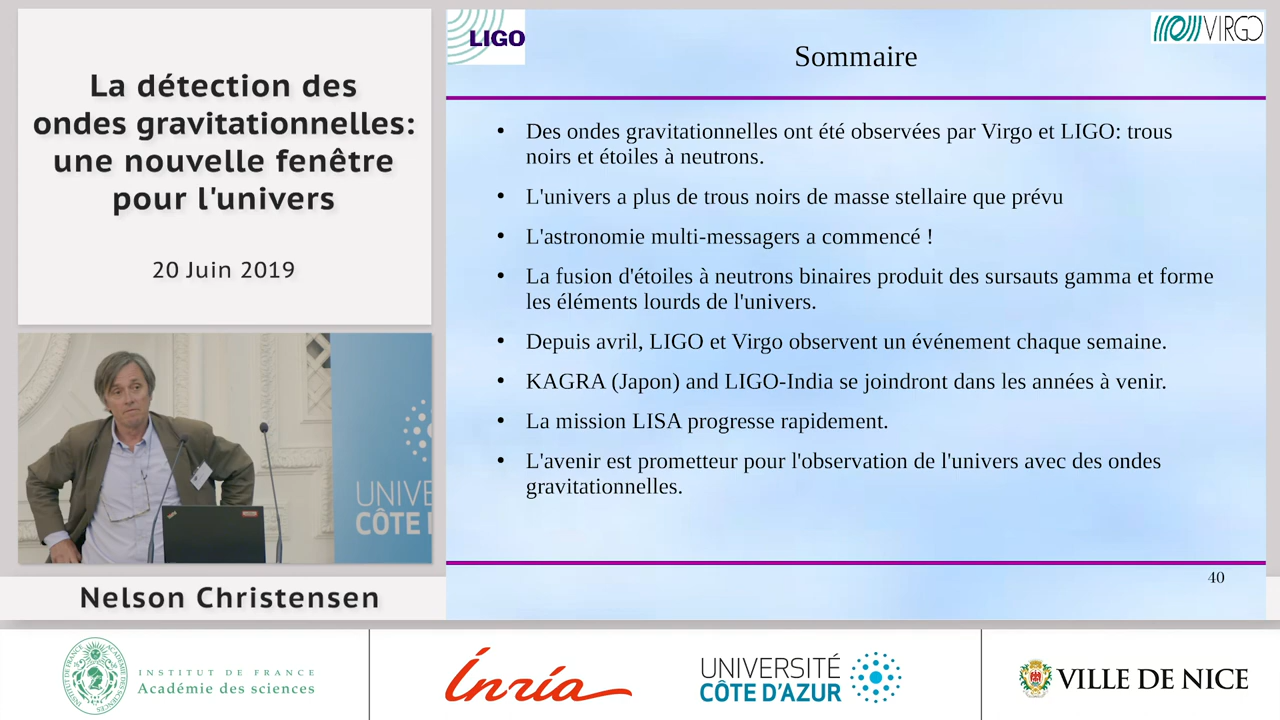 La détection des
ondes gravitationnelles:
une nouvelle fenêtre
pour l'univers
20 Juin 2019
UNIVE
CÔTE D
Nelson Christensen
LIGO
VIRGO
Sommaire
• Des ondes gravitationnelles ont été observées par Virgo et LIGO: trous
noirs et étoiles à neutrons.
• L'univers a plus de trous noirs de masse stellaire que prévu
• L'astronomie multi-messagers a commencé !
• La fusion d'étoiles à neutrons binaires produit des sursauts gamma et forme
les éléments lourds de l'univers.
• Depuis avril, LIGO et Virgo observent un événement chaque semaine.
• KAGRA (Japon) and LIGO-India se joindront dans les années à venir.
• La mission LISA progresse rapidement.
• L'avenir est prometteur pour l'observation de l'univers avec des ondes
gravitationnelles.
40
INSTITUT DE FRANCE
Académie des sciences
Inria
UNIVERSITÉ
CÔTE D'AZUR
VILLE DE NICE